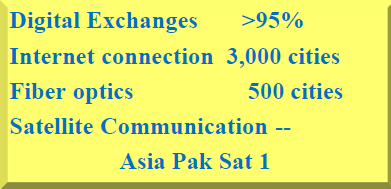 Digital Exchanges >95%
Internet connection 3,000 cities
Fiber optics 500 cities
Satellite Communication --
Asia Pak Sat 1